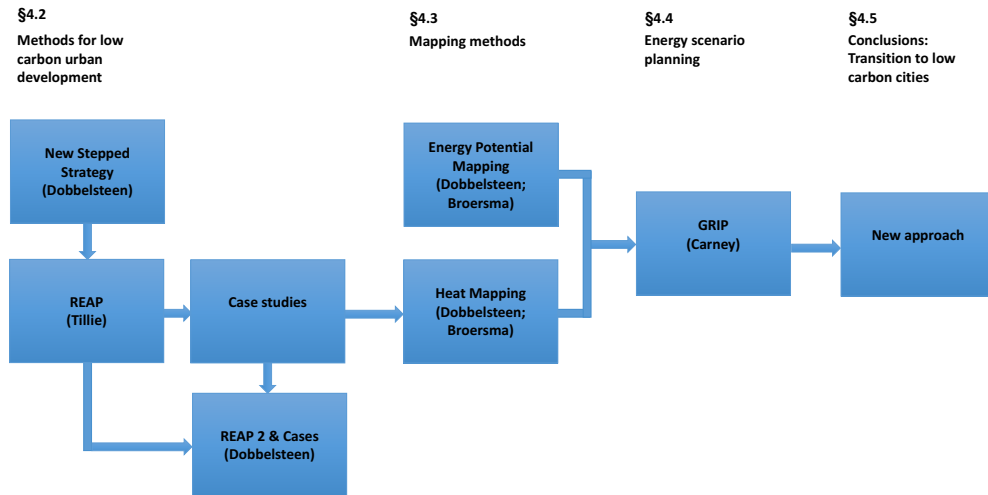 §4.2
Methods for low
carbon urban
development
§4.3
Mapping methods
§4.4
Energy scenario
planning
§4.5
Conclusions:
Transition to low
carbon cities
New Stepped
Strategy
(Dobbelsteen)
Energy Potential
Mapping
(Dobbelsteen;
Broersma)
GRIP
(Carney)
New approach
REAP
(Tillie)
Case studies
Heat Mapping
(Dobbelsteen;
Broersma)
REAP 2 & Cases
(Dobbelsteen)